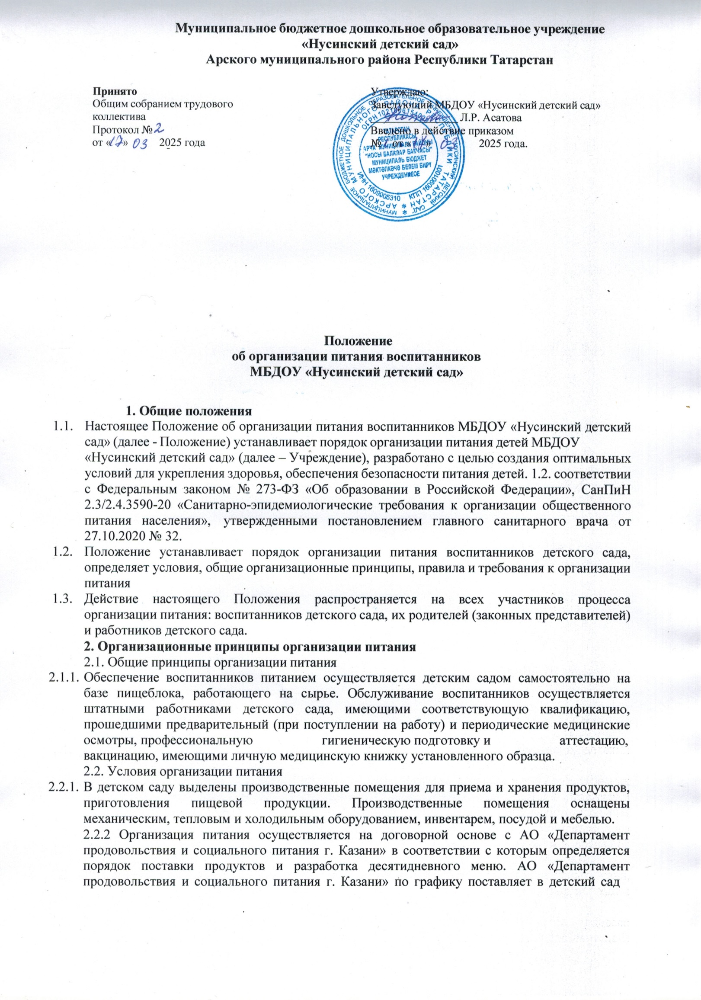 Муниципальное бюджетное дошкольное образовательное учреждение
«Нусинский детский сад»
Арского муниципального района Республики Татарстан
Принято
Общим собранием трудового
коллектива
Протокол №2
от «17» 03 2025 года
Утверждаю:
Заведующий МБДОУ «Нусинский детский сад»
Л.Р. Асатова
Введено в действие приказом
№ от « » 2025 года.
МУНИЦИПАЛЬНОЕ БЮДЖЕТНОЕ ДОШКОЛЬНОЕ ОБРАЗОВАТЕЛЬНОЕ УЧРЕЖДЕНИЕ "НУСИНСКИЙ ДЕТСКИЙ САД"
АРСКОГО МУНИЦИПАЛЬНОГО РАЙОНА РЕСПУБЛИКИ ТАТАРСТАН
ОГРН
ИНН 1609005310 КПП 160901001
ТАТАРСТАН
РЕСПУБЛИКАСЫ
АРЧА МУНИЦИПАЛЬ РАЙОНЫ
"НОСЫ БАЛАЛАР БАКЧАСЫ"
МУНИЦИПАЛЬ БЮДЖЕТ
МӘКТӘПКӘЧӘ БЕЛЕМ БИРҮ
УЧРЕЖДЕНИЕСЕ
Положение
об организации питания воспитанников
МБДОУ «Нусинский детский сад»
1. Общие положения
1.1. Настоящее Положение об организации питания воспитанников МБДОУ «Нусинский детский
сад» (далее - Положение) устанавливает порядок организации питания детей МБДОУ
«Нусинский детский сад» (далее – Учреждение), разработано с целью создания оптимальных
условий для укрепления здоровья, обеспечения безопасности питания детей. 1.2. соответствии
с Федеральным законом № 273-ФЗ «Об образовании в Российской Федерации», СанПиН
2.3/2.4.3590-20 «Санитарно-эпидемиологические требования к организации общественного
питания населения», утвержденными постановлением главного санитарного врача от
27.10.2020 № 32.
1.2. Положение устанавливает порядок организации питания воспитанников детского сада,
определяет условия, общие организационные принципы, правила и требования к организации
питания
1.3. Действие настоящего Положения распространяется на всех участников процесса
организации питания: воспитанников детского сада, их родителей (законных представителей)
и работников детского сада.
2. Организационные принципы организации питания
2.1. Общие принципы организации питания
2.1.1. Обеспечение воспитанников питанием осуществляется детским садом самостоятельно на
базе пищеблока, работающего на сырье. Обслуживание воспитанников осуществляется
штатными работниками детского сада, имеющими соответствующую квалификацию,
прошедшими предварительный (при поступлении на работу) и периодические медицинские
осмотры, профессиональную гигиеническую подготовку и аттестацию,
вакцинацию, имеющими личную медицинскую книжку установленного образца.
2.2. Условия организации питания
2.2.1. В детском саду выделены производственные помещения для приема и хранения продуктов,
приготовления пищевой продукции. Производственные помещения оснащены
механическим, тепловым и холодильным оборудованием, инвентарем, посудой и мебелью.
2.2.2 Организация питания осуществляется на договорной основе с АО «Департамент
продовольствия и социального питания г. Казани» в соответствии с которым определяется
порядок поставки продуктов и разработка десятидневного меню. АО «Департамент
продовольствия и социального питания г. Казани» по графику поставляет в детский сад